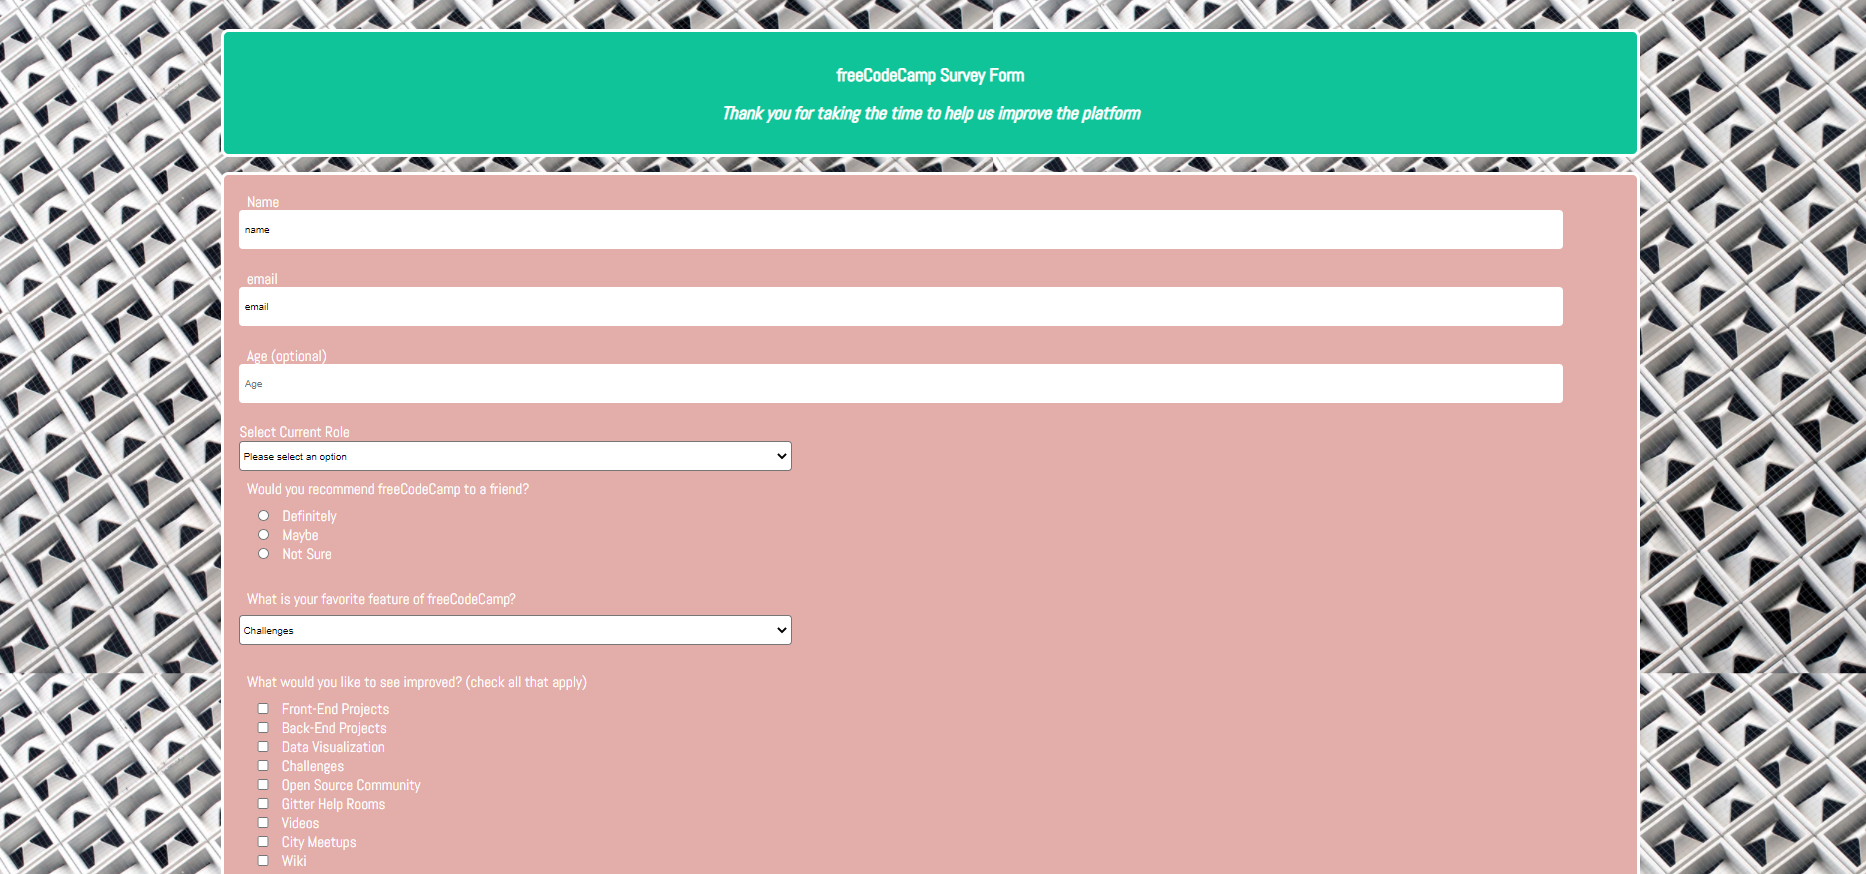 freeCodeCamp Survey Form
Thank you for taking the time to help us improve the platform
Name
name
email
email
Age (optional)
Age
Select Current Role
Please select an option
Would you recommend freeCodeCamp to a friend?
Definitely
Maybe
Not Sure
What is your favorite feature of freeCodeCamp?
Challenges
What would you like to see improved? (check all that apply)
Front-End Projects
Back-End Projects
Data Visualization
Challenges
Open Source Community
Gitter Help Rooms
Videos
City Meetups
Wiki